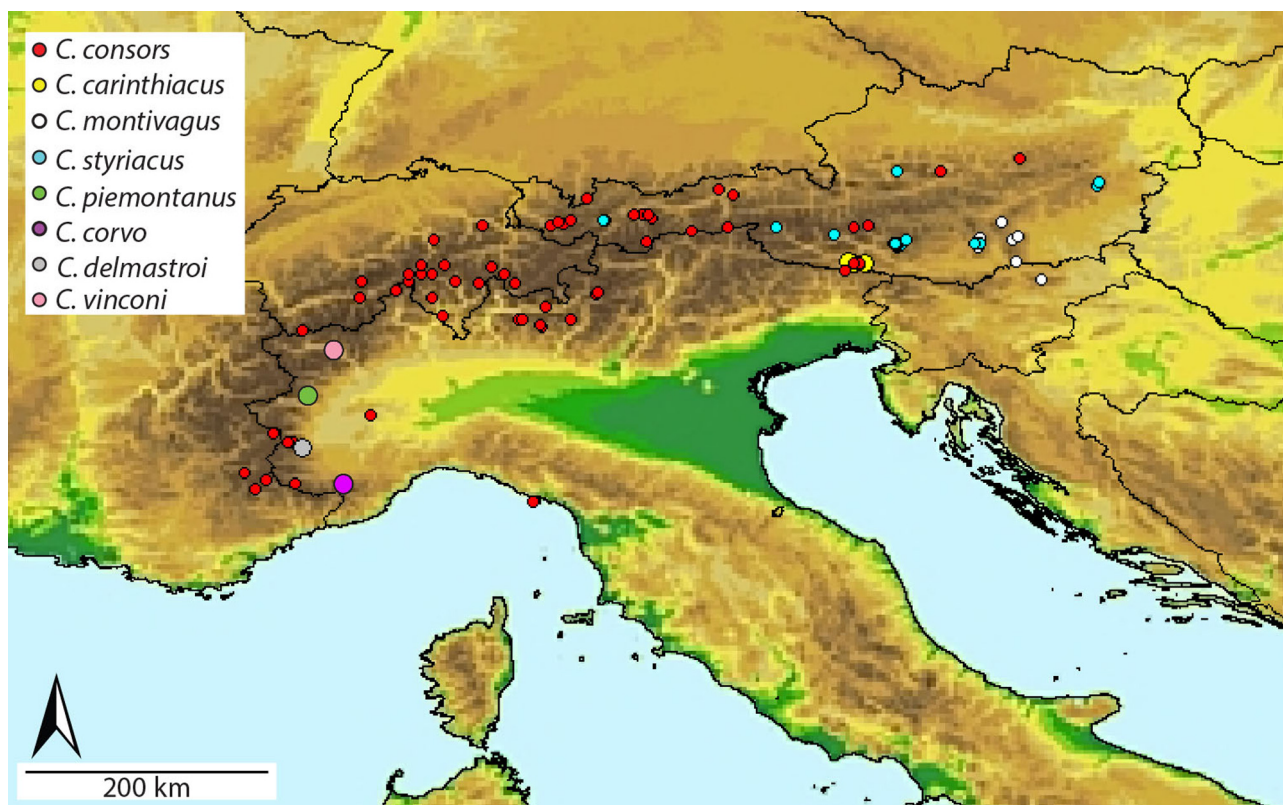 C. consors
C. carinthiacus
C. montivagus
C. styriacus
C. piemontanus
C. corvo
C. delmastroi
C. vinconi
200 km